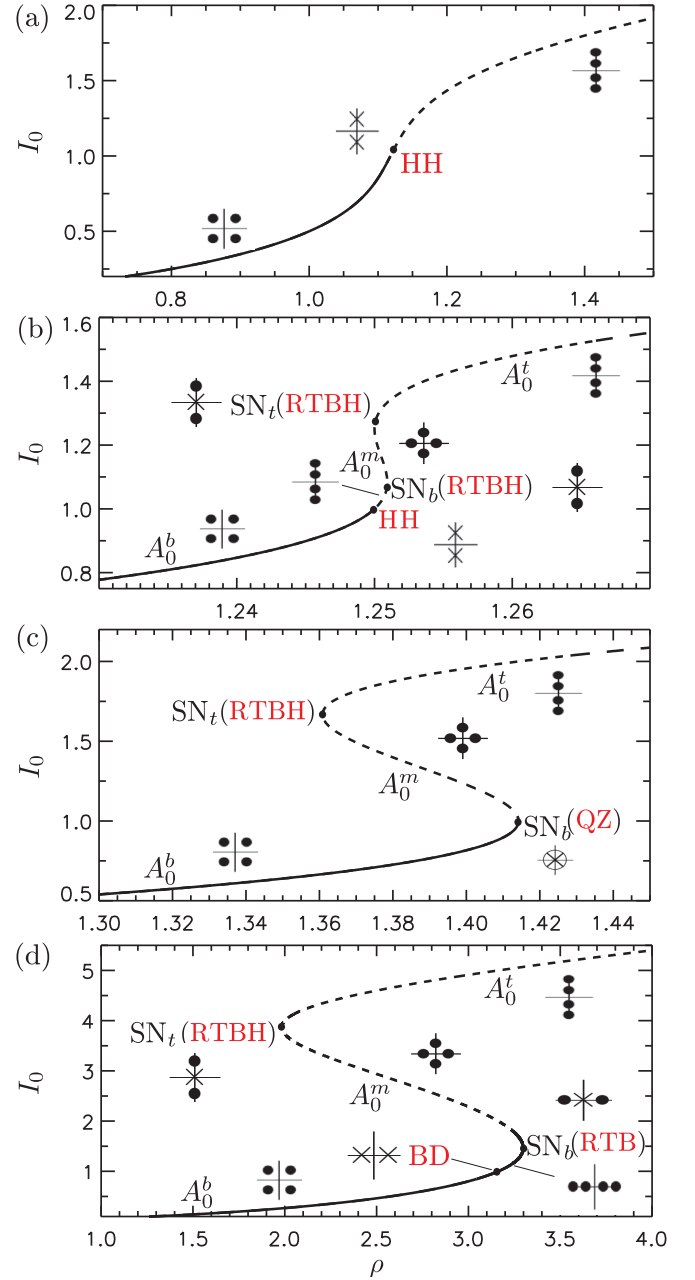 (a)
2.0
1.5
1.0
0.5
I₀
HH
0.8 1.0 1.2 1.4
(b)
1.6
1.4
1.2
1.0
0.8
I₀
A₀ᵗ
SNₜ(RTBH)
A₀ᵐ
SN_b(RTBH)
HH
A₀ᵇ
1.24 1.25 1.26
(c)
2.0
1.5
1.0
0.5
I₀
A₀ᵗ
SNₜ(RTBH)
A₀ᵐ
SN_b(QZ)
A₀ᵇ
1.30 1.32 1.34 1.36 1.38 1.40 1.42 1.44
(d)
5
4
3
2
1
I₀
A₀ᵗ
SNₜ(RTBH)
A₀ᵐ
BD SN_b(RTB)
A₀ᵇ
1.0 1.5 2.0 2.5 3.0 3.5 4.0
ρ